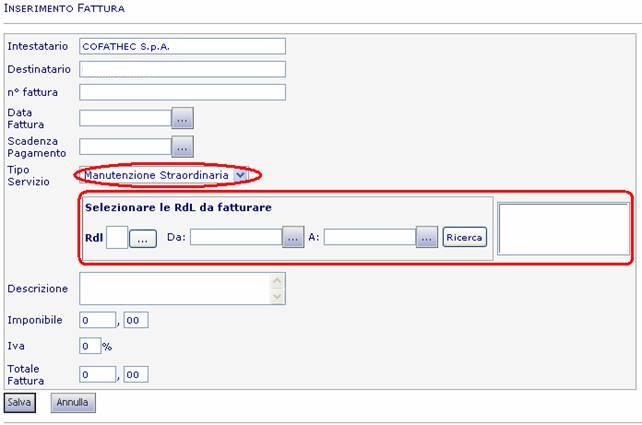 INSERIMENTO FATTURA
Intestatario COFATHEC S.p.A.
Destinatario
n° fattura
Data
Fattura ...
Scadenza
Pagamento ...
Tipo
Servizio Manutenzione Straordinaria
Selezionare le RdL da fatturare
Rdl ... Da: ... A: ... Ricerca
Descrizione
Imponibile 0 , 00
Iva 0 %
Totale
Fattura 0 , 00
Salva Annulla